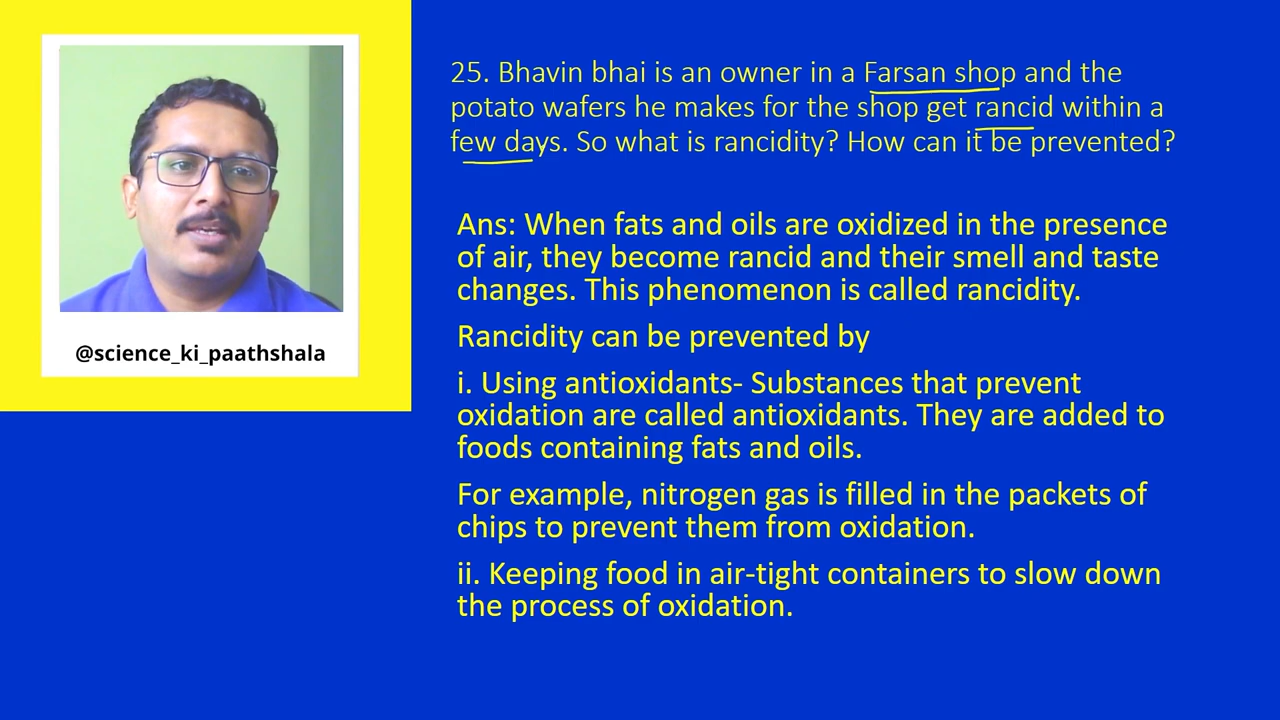 25. Bhavin bhai is an owner in a Farsan shop and the
potato wafers he makes for the shop get rancid within a
few days. So what is rancidity? How can it be prevented?
Ans: When fats and oils are oxidized in the presence
of air, they become rancid and their smell and taste
changes. This phenomenon is called rancidity.
Rancidity can be prevented by
i. Using antioxidants- Substances that prevent
oxidation are called antioxidants. They are added to
foods containing fats and oils.
For example, nitrogen gas is filled in the packets of
chips to prevent them from oxidation.
ii. Keeping food in air-tight containers to slow down
the process of oxidation.
@science_ki_paathshala